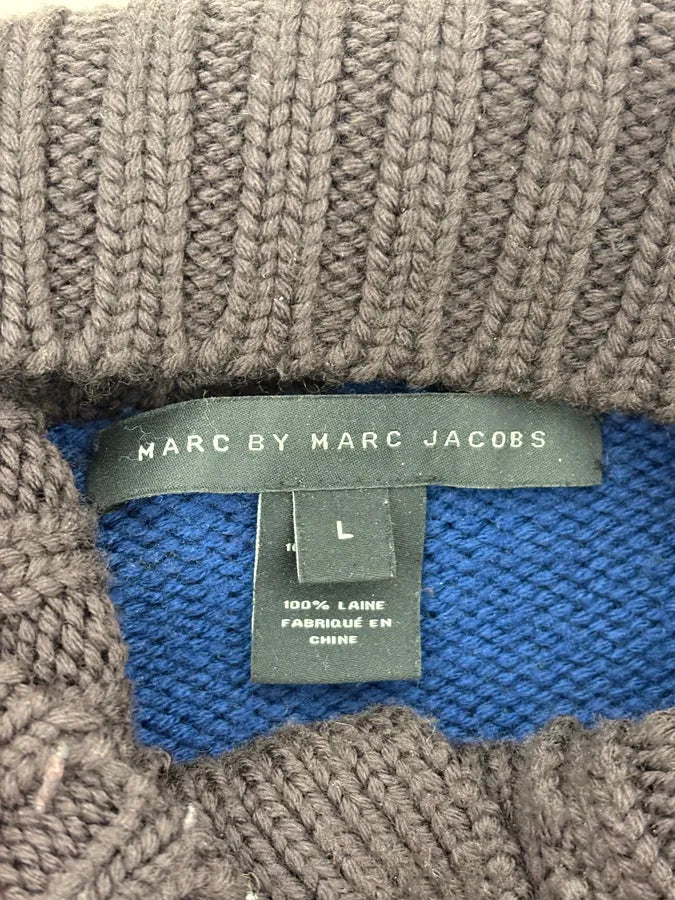 MARC BY MARC JACOBS
L
100% LAINE
FABRIQUÉ EN
CHINE